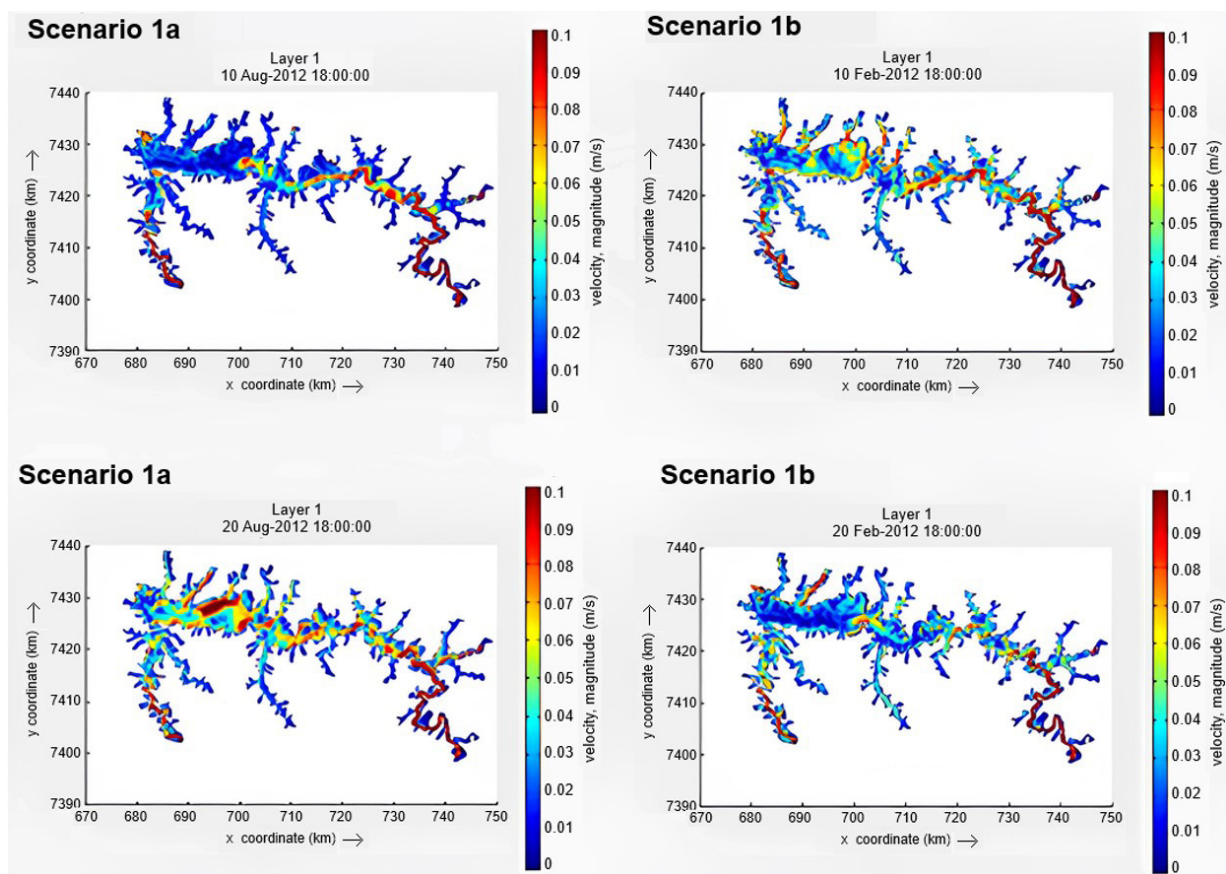 Scenario 1a
Layer 1
10 Aug-2012 18:00:00
7440
7430
7420
7410
7400
7390
670 680 690 700 710 720 730 740 750
x coordinate (km)
y coordinate (km)
0.1
0.09
0.08
0.07
0.06
0.05
0.04
0.03
0.02
0.01
0
velocity, magnitude (m/s)
Scenario 1b
Layer 1
10 Feb-2012 18:00:00
7440
7430
7420
7410
7400
7390
670 680 690 700 710 720 730 740 750
x coordinate (km)
y coordinate (km)
0.1
0.09
0.08
0.07
0.06
0.05
0.04
0.03
0.02
0.01
0
velocity, magnitude (m/s)
Scenario 1a
Layer 1
20 Aug-2012 18:00:00
7440
7430
7420
7410
7400
7390
670 680 690 700 710 720 730 740 750
x coordinate (km)
y coordinate (km)
0.1
0.09
0.08
0.07
0.06
0.05
0.04
0.03
0.02
0.01
0
velocity, magnitude (m/s)
Scenario 1b
Layer 1
20 Feb-2012 18:00:00
7440
7430
7420
7410
7400
7390
670 680 690 700 710 720 730 740 750
x coordinate (km)
y coordinate (km)
0.1
0.09
0.08
0.07
0.06
0.05
0.04
0.03
0.02
0.01
0
velocity, magnitude (m/s)